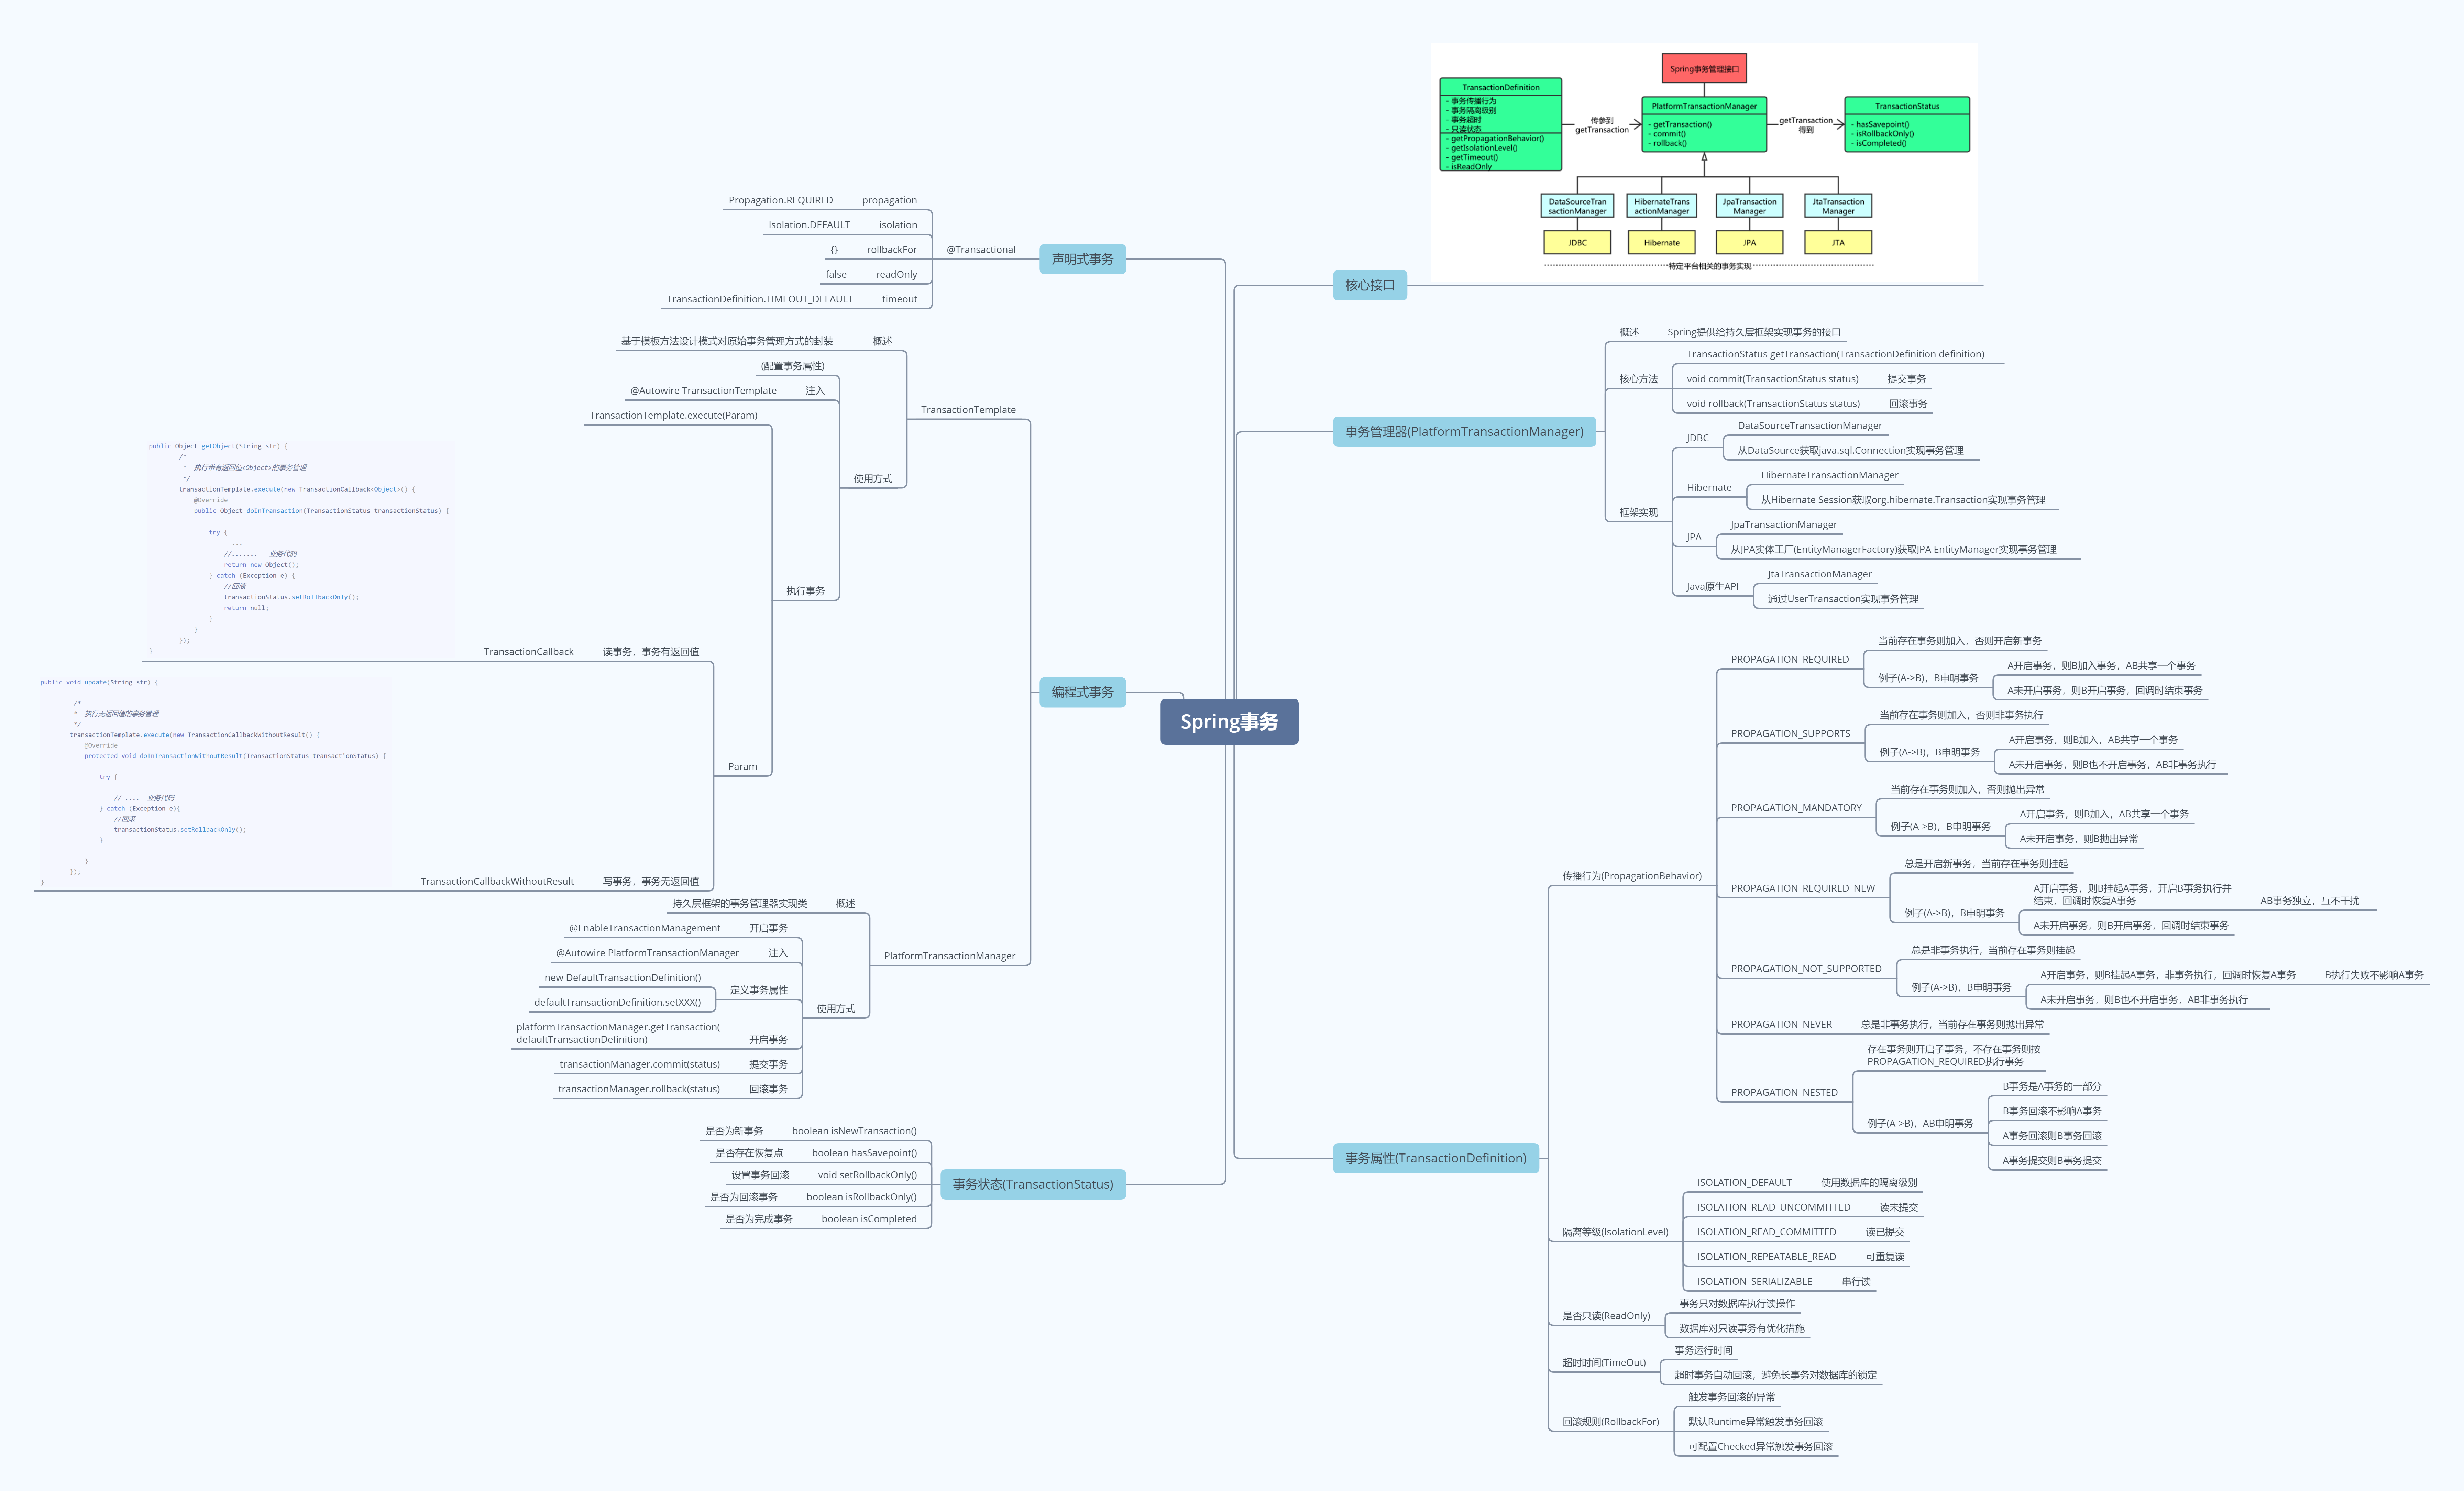 Spring事务
核心接口
Spring事务管理接口
TransactionDefinition
- 事务传播行为
- 事务隔离级别
- 事务超时
- 只读状态
- getPropagationBehavior()
- getIsolationLevel()
- getTimeout()
- isReadOnly
传参到
getTransaction
PlatformTransactionManager
- getTransaction()
- commit()
- rollback()
getTransaction
得到
TransactionStatus
- hasSavepoint()
- isRollbackOnly()
- isCompleted()
DataSourceTran
sactionManager
HibernateTrans
actionManager
JpaTransaction
Manager
JtaTransaction
Manager
JDBC
Hibernate
JPA
JTA
特定平台相关的事务实现
事务管理器(PlatformTransactionManager)
概述
Spring提供给持久层框架实现事务的接口
核心方法
TransactionStatus getTransaction(TransactionDefinition definition)
void commit(TransactionStatus status)
提交事务
void rollback(TransactionStatus status)
回滚事务
框架实现
JDBC
DataSourceTransactionManager
从DataSource获取java.sql.Connection实现事务管理
Hibernate
HibernateTransactionManager
从Hibernate Session获取org.hibernate.Transaction实现事务管理
JPA
JpaTransactionManager
从JPA实体工厂(EntityManagerFactory)获取JPA EntityManager实现事务管理
Java原生API
JtaTransactionManager
通过UserTransaction实现事务管理
事务属性(TransactionDefinition)
传播行为(PropagationBehavior)
PROPAGATION_REQUIRED
当前存在事务则加入，否则开启新事务
例子(A->B)，B申明事务
A开启事务，则B加入事务，AB共享一个事务
A未开启事务，则B开启事务，回调时结束事务
PROPAGATION_SUPPORTS
当前存在事务则加入，否则非事务执行
例子(A->B)，B申明事务
A开启事务，则B加入，AB共享一个事务
A未开启事务，则B也不开启事务，AB非事务执行
PROPAGATION_MANDATORY
当前存在事务则加入，否则抛出异常
例子(A->B)，B申明事务
A开启事务，则B加入，AB共享一个事务
A未开启事务，则B抛出异常
PROPAGATION_REQUIRED_NEW
总是开启新事务，当前存在事务则挂起
例子(A->B)，B申明事务
A开启事务，则B挂起A事务，开启B事务执行并
结束，回调时恢复A事务
AB事务独立，互不干扰
A未开启事务，则B开启事务，回调时结束事务
PROPAGATION_NOT_SUPPORTED
总是非事务执行，当前存在事务则挂起
例子(A->B)，B申明事务
A开启事务，则B挂起A事务，非事务执行，回调时恢复A事务
B执行失败不影响A事务
A未开启事务，则B也不开启事务，AB非事务执行
PROPAGATION_NEVER
总是非事务执行，当前存在事务则抛出异常
PROPAGATION_NESTED
存在事务则开启子事务，不存在事务则按
PROPAGATION_REQUIRED执行事务
例子(A->B)，AB申明事务
B事务是A事务的一部分
B事务回滚不影响A事务
A事务回滚则B事务回滚
A事务提交则B事务提交
隔离等级(IsolationLevel)
ISOLATION_DEFAULT
使用数据库的隔离级别
ISOLATION_READ_UNCOMMITTED
读未提交
ISOLATION_READ_COMMITTED
读已提交
ISOLATION_REPEATABLE_READ
可重复读
ISOLATION_SERIALIZABLE
串行读
是否只读(ReadOnly)
事务只对数据库执行读操作
数据库对只读事务有优化措施
超时时间(TimeOut)
事务运行时间
超时事务自动回滚，避免长事务对数据库的锁定
回滚规则(RollbackFor)
触发事务回滚的异常
默认Runtime异常触发事务回滚
可配置Checked异常触发事务回滚
声明式事务
@Transactional
propagation
Propagation.REQUIRED
isolation
Isolation.DEFAULT
rollbackFor
{}
readOnly
false
timeout
TransactionDefinition.TIMEOUT_DEFAULT
编程式事务
TransactionTemplate
概述
基于模板方法设计模式对原始事务管理方式的封装
使用方式
(配置事务属性)
注入
@Autowire TransactionTemplate
执行事务
TransactionTemplate.execute(Param)
Param
读事务，事务有返回值
TransactionCallback
public Object getObject(String str) {
/*
* 执行带有返回值<Object>的事务管理
*/
transactionTemplate.execute(new TransactionCallback<Object>() {
@Override
public Object doInTransaction(TransactionStatus transactionStatus) {
try {
...
//....... 业务代码
return new Object();
} catch (Exception e) {
//回滚
transactionStatus.setRollbackOnly();
return null;
}
}
});
}
写事务，事务无返回值
TransactionCallbackWithoutResult
public void update(String str) {
/*
* 执行无返回值的事务管理
*/
transactionTemplate.execute(new TransactionCallbackWithoutResult() {
@Override
protected void doInTransactionWithoutResult(TransactionStatus transactionStatus) {
try {
// .... 业务代码
} catch (Exception e){
//回滚
transactionStatus.setRollbackOnly();
}
}
});
}
PlatformTransactionManager
概述
持久层框架的事务管理器实现类
使用方式
开启事务
@EnableTransactionManagement
注入
@Autowire PlatformTransactionManager
定义事务属性
new DefaultTransactionDefinition()
defaultTransactionDefinition.setXXX()
开启事务
platformTransactionManager.getTransaction(
defaultTransactionDefinition)
提交事务
transactionManager.commit(status)
回滚事务
transactionManager.rollback(status)
事务状态(TransactionStatus)
boolean isNewTransaction()
是否为新事务
boolean hasSavepoint()
是否存在恢复点
void setRollbackOnly()
设置事务回滚
boolean isRollbackOnly()
是否为回滚事务
boolean isCompleted
是否为完成事务